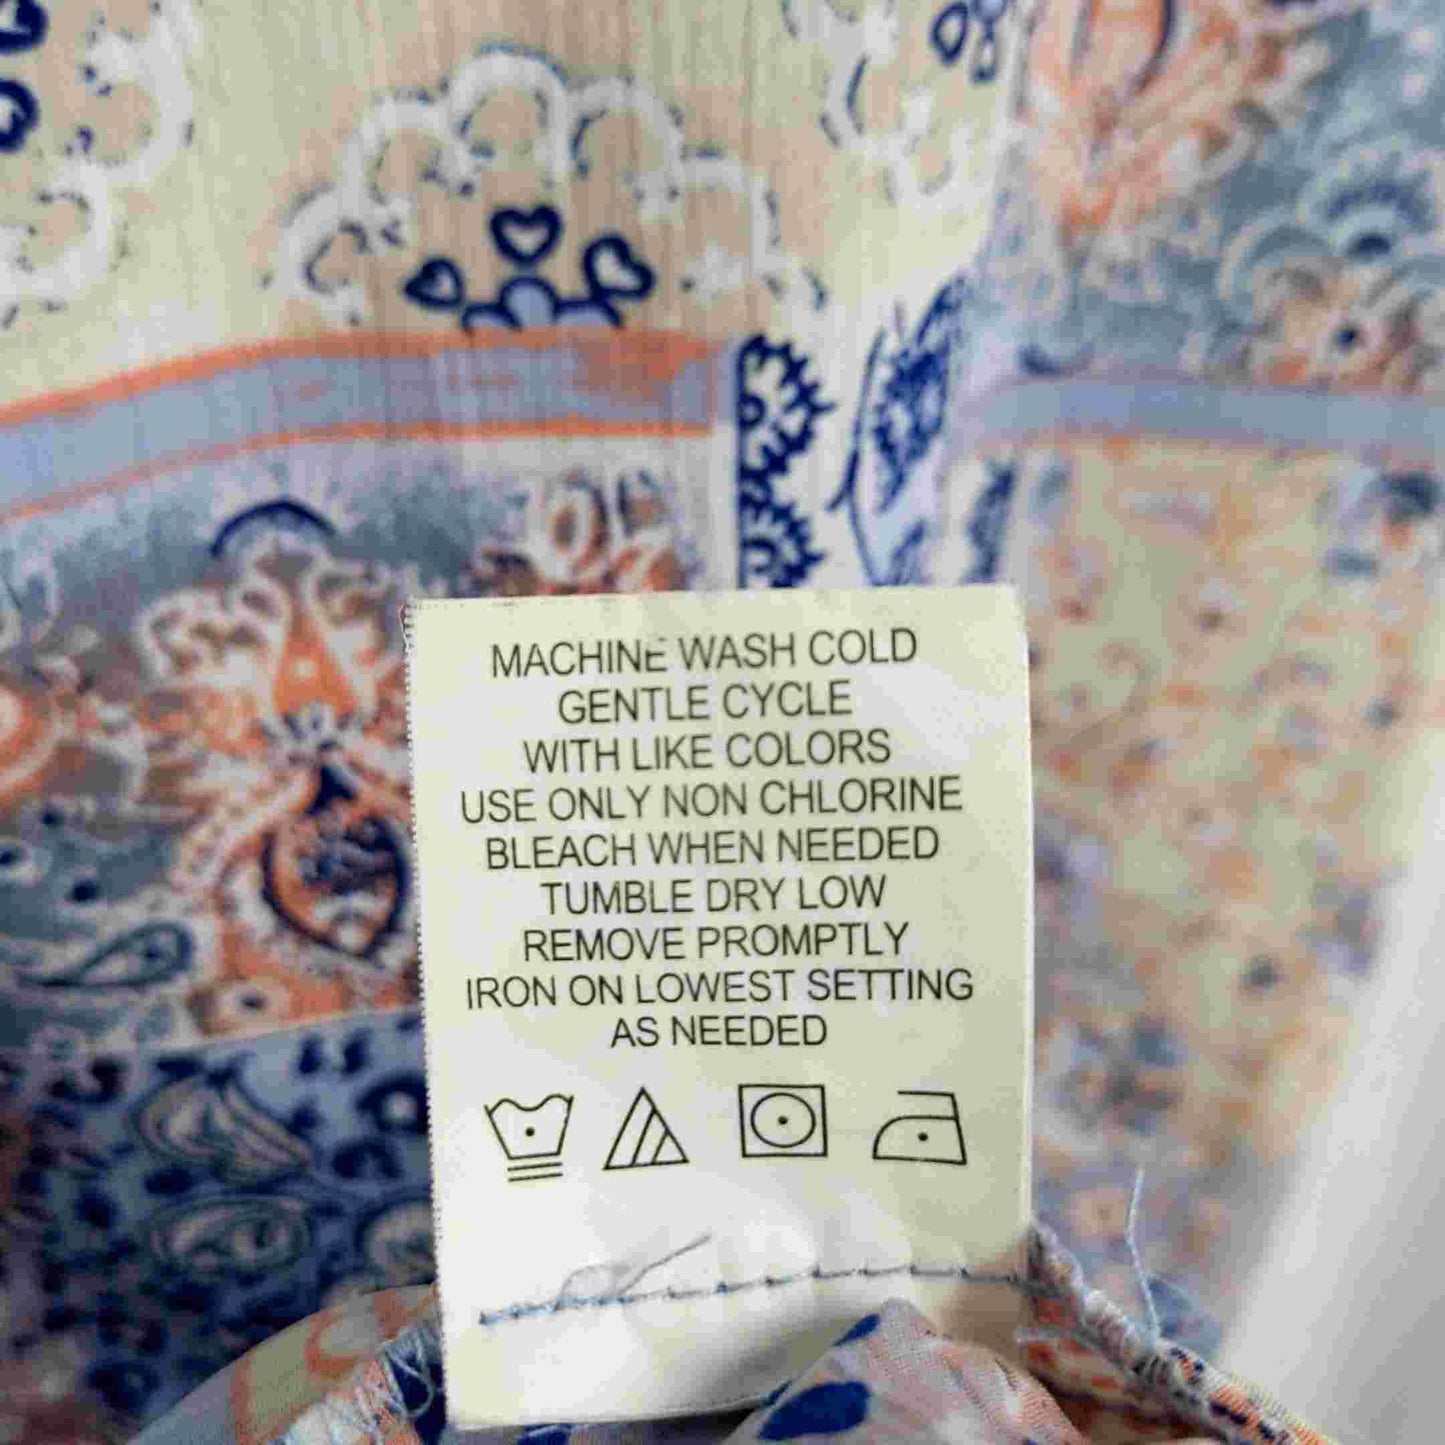 MACHINE WASH COLD
GENTLE CYCLE
WITH LIKE COLORS
USE ONLY NON CHLORINE
BLEACH WHEN NEEDED
TUMBLE DRY LOW
REMOVE PROMPTLY
IRON ON LOWEST SETTING
AS NEEDED